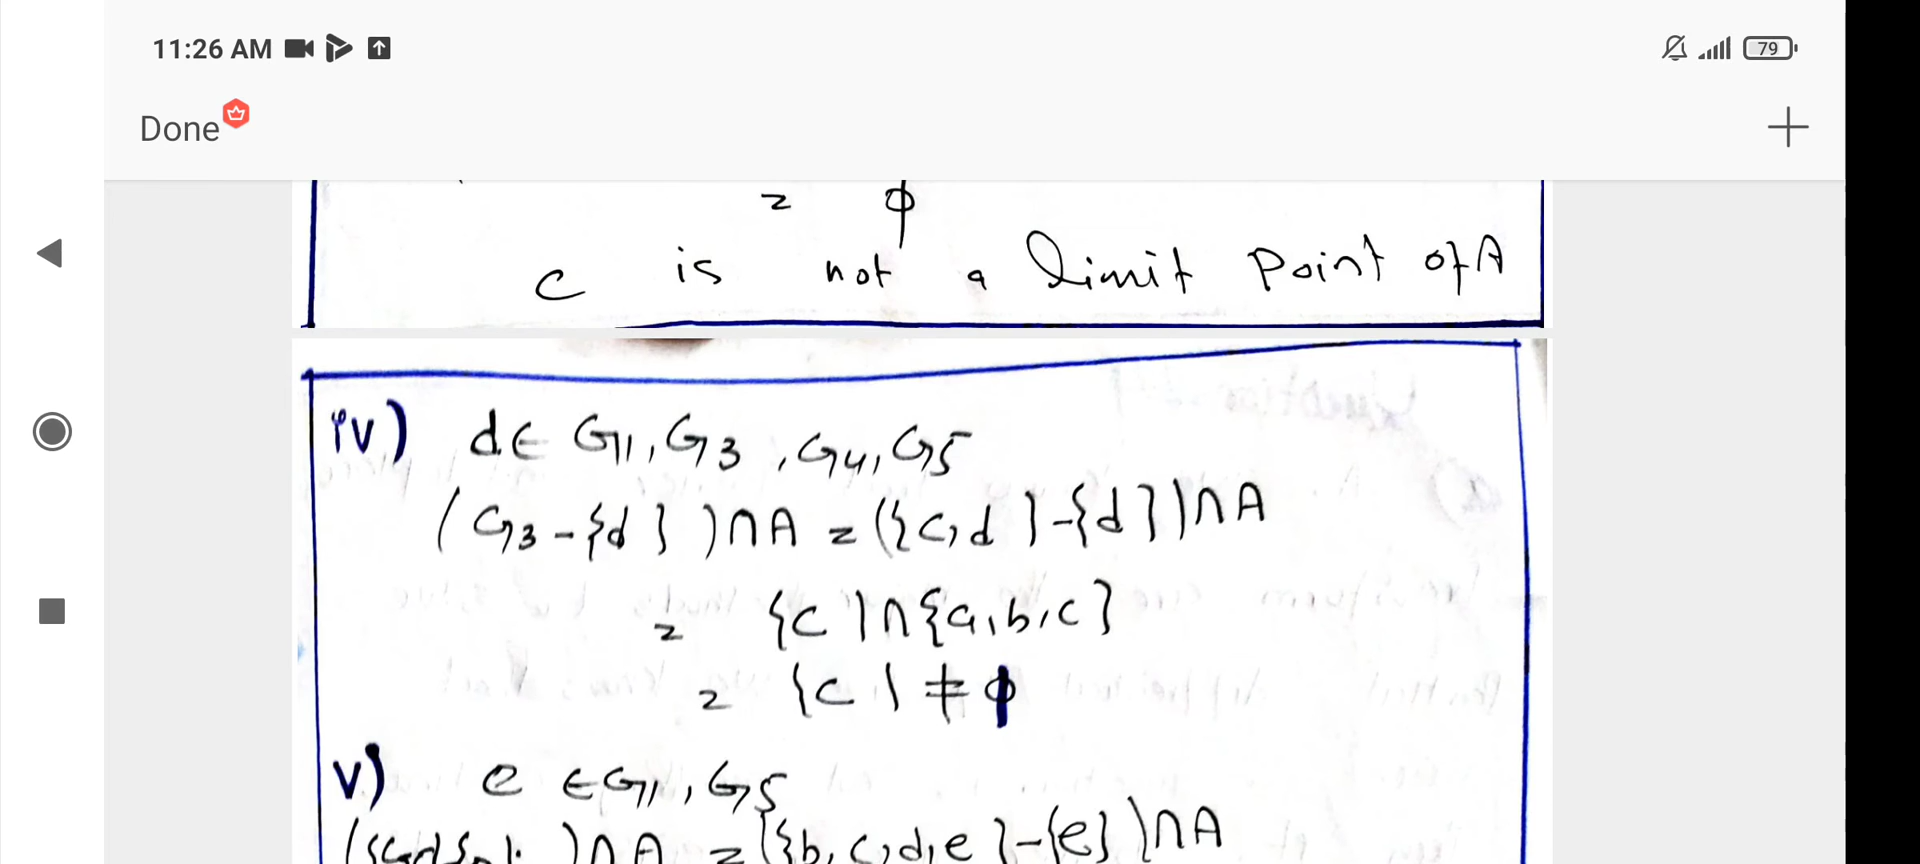 11:26 AM
79
Done
= ϕ
c is not a limit point of A
iv) d ∈ G1, G3, G4, G5
(G3-{d})∩A = ({c,d}-{d})∩A
= {c}∩{a,b,c}
= {c} ≠ ϕ
v) e ∈ G1, G5
)∩A = ({b,c,d,e}-{e})∩A